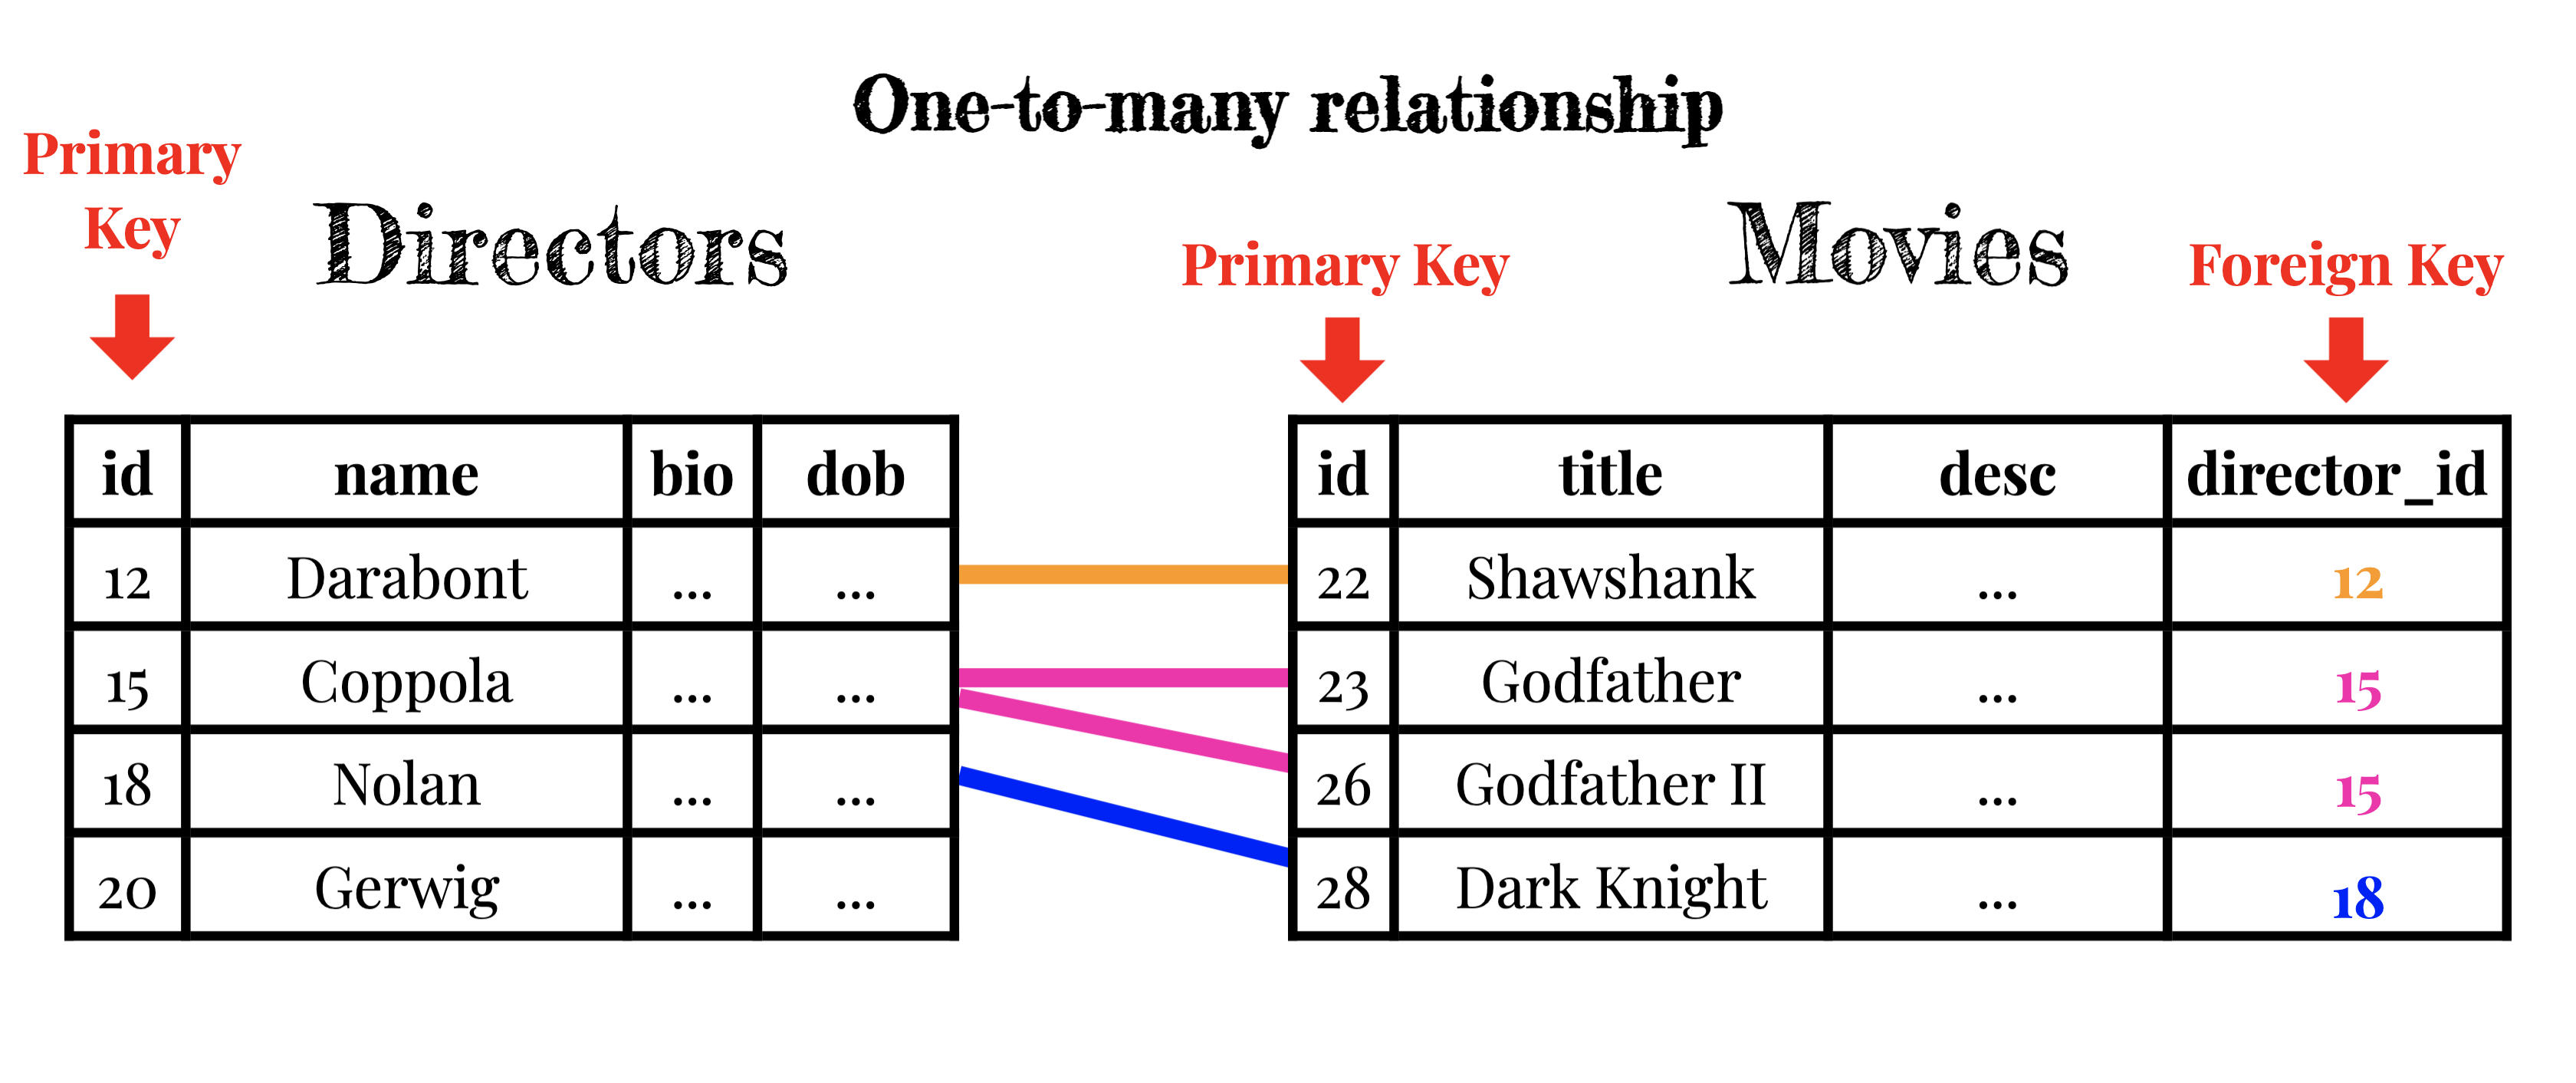 One-to-many relationship
Primary
Key
Directors
Primary Key
Movies
Foreign Key
id name bio dob
12 Darabont ... ...
15 Coppola ... ...
18 Nolan ... ...
20 Gerwig ... ...
id title desc director_id
22 Shawshank ... 12
23 Godfather ... 15
26 Godfather II ... 15
28 Dark Knight ... 18